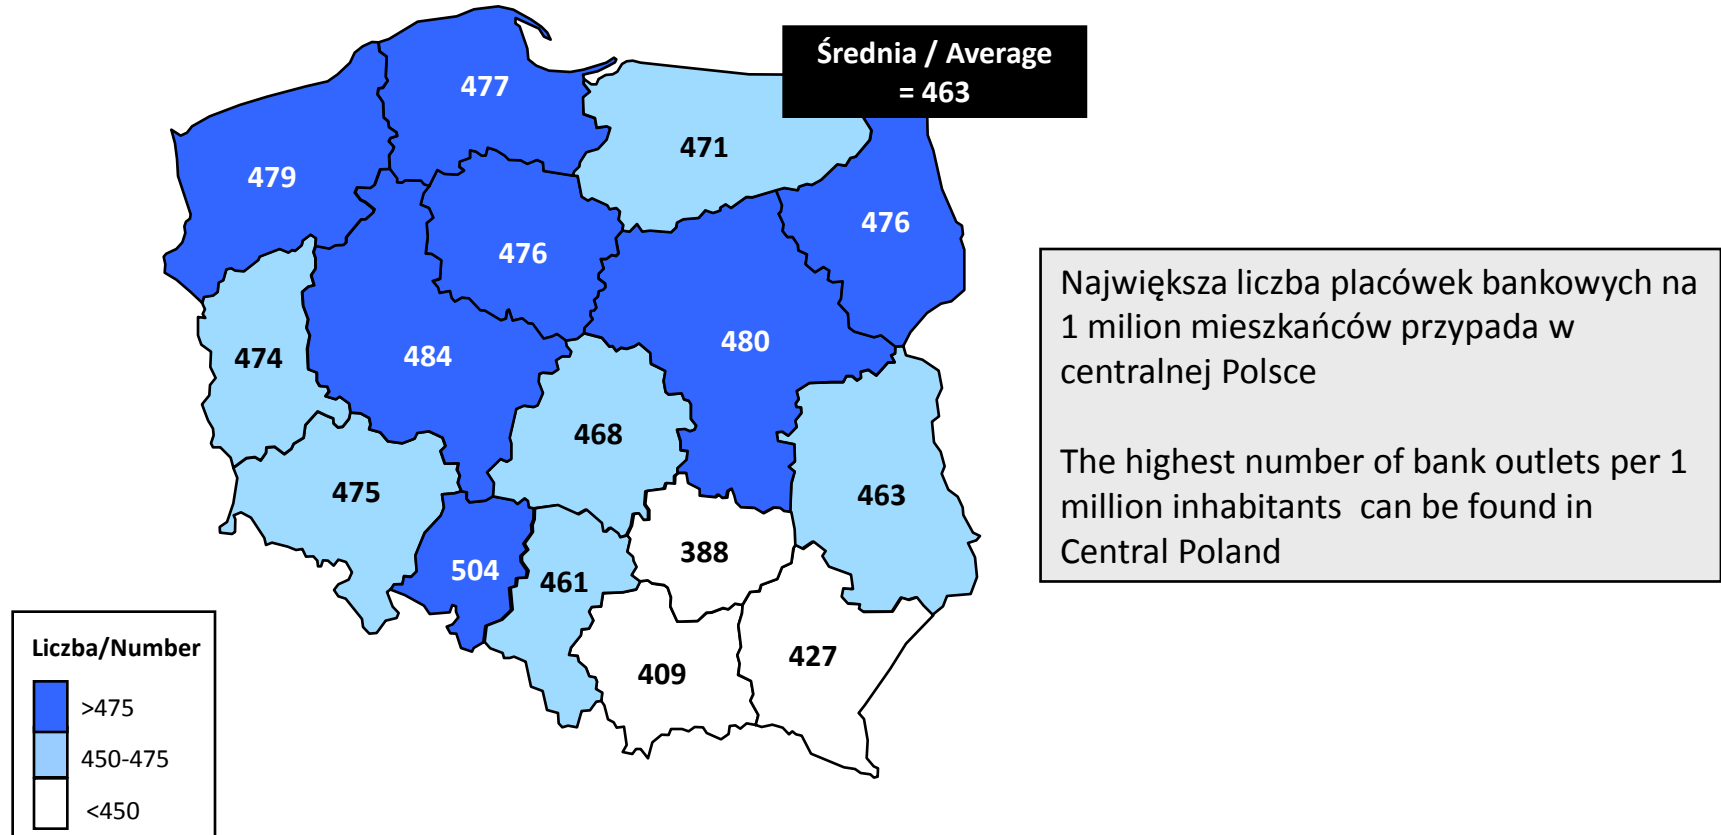 Średnia / Average
= 463
477
471
479
476
476
474
484
480
468
475
463
504
461
388
409
427
Największa liczba placówek bankowych na
1 milion mieszkańców przypada w
centralnej Polsce
The highest number of bank outlets per 1
million inhabitants  can be found in
Central Poland
Liczba/Number
>475
450-475
<450